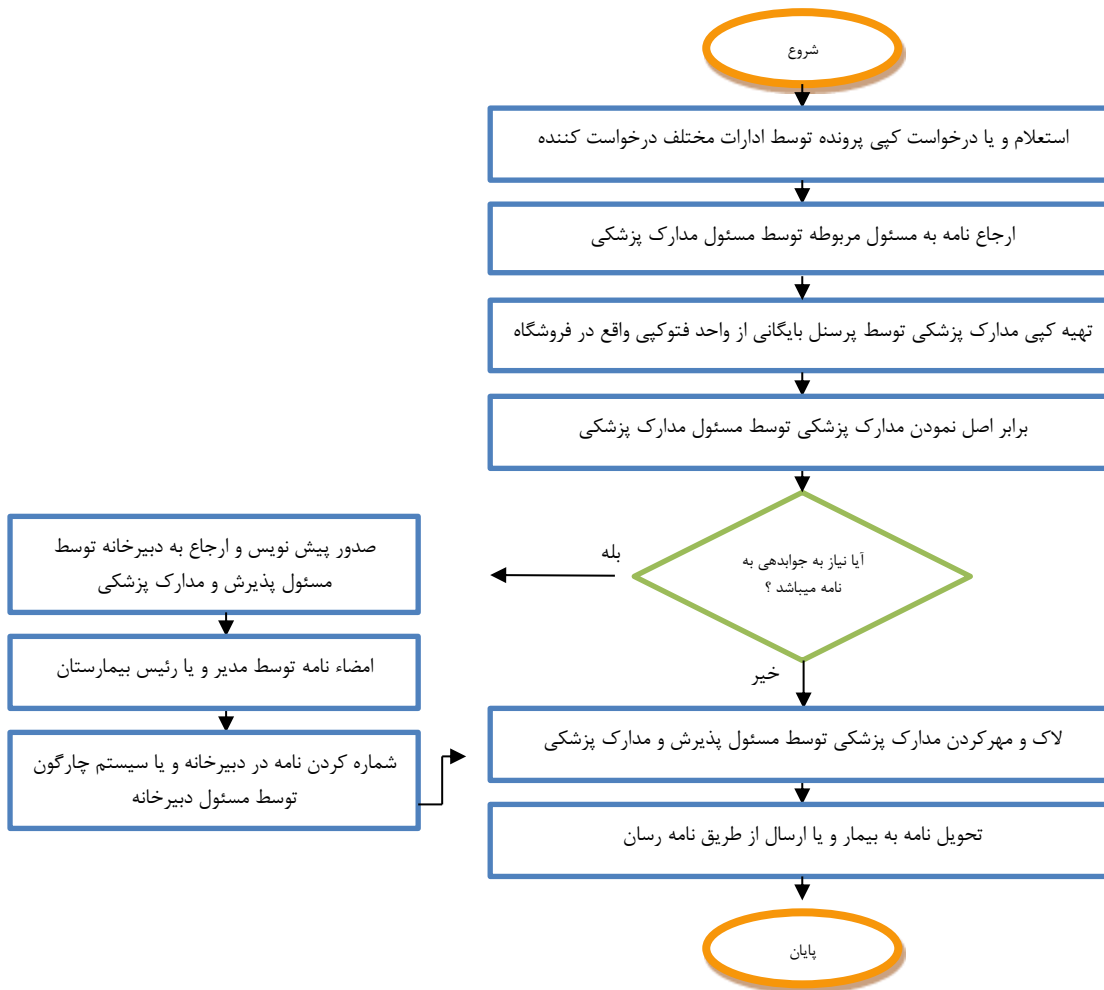 شروع
استعلام و یا درخواست کپی پرونده توسط ادارات مختلف درخواست کننده
ارجاع نامه به مسئول مربوطه توسط مسئول مدارک پزشکی
تهیه کپی مدارک پزشکی توسط پرسنل بایگانی از واحد فتوکپی واقع در فروشگاه
برابر اصل نمودن مدارک پزشکی توسط مسئول مدارک پزشکی
آیا نیاز به جوابدهی به
نامه میباشد ؟
بله
صدور پیش نویس و ارجاع به دبیرخانه توسط
مسئول پذیرش و مدارک پزشکی
امضاء نامه توسط مدیر و یا رئیس بیمارستان
شماره کردن نامه در دبیرخانه و یا سیستم چارگون
توسط مسئول دبیرخانه
خیر
لاک و مهرکردن مدارک پزشکی توسط مسئول پذیرش و مدارک پزشکی
تحویل نامه به بیمار و یا ارسال از طریق نامه رسان
پایان